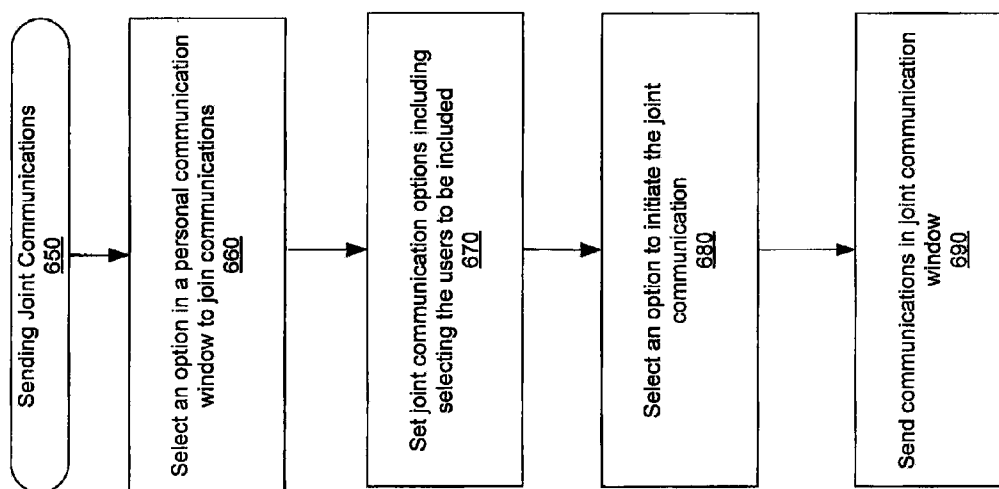 Sending Joint Communications
650
Select an option in a personal communication
window to join communications
660
Set joint communication options including
selecting the users to be included
670
Select an option to initiate the joint
communication
680
Send communications in joint communication
window
690